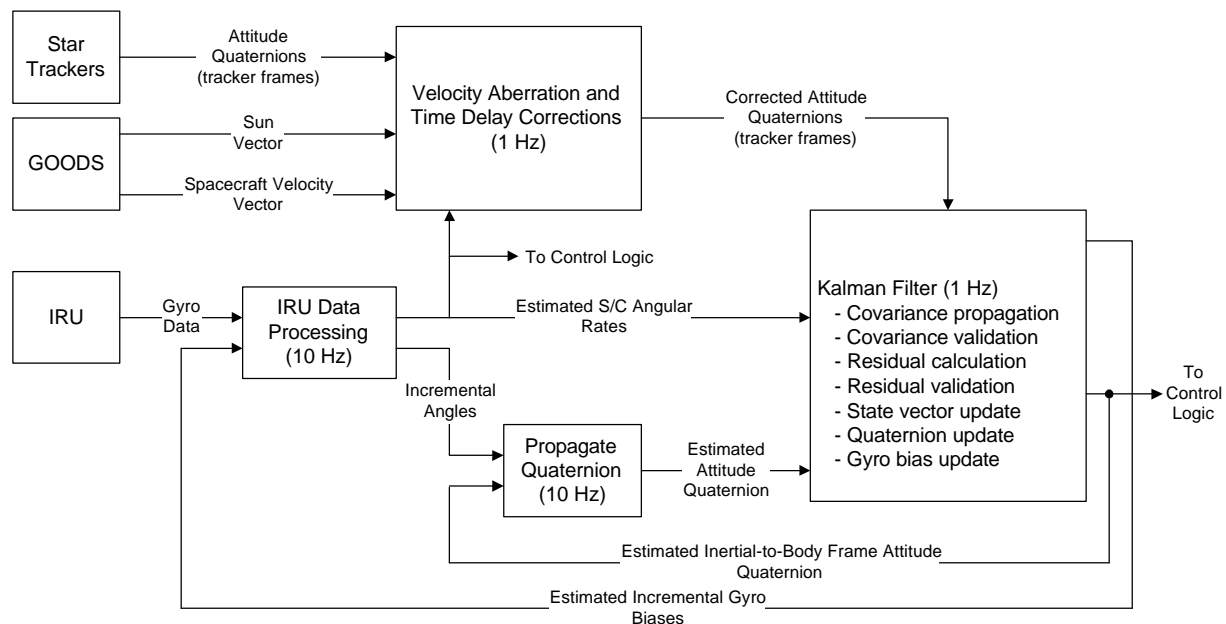 Star
Trackers
Attitude
Quaternions
(tracker frames)
Velocity Aberration and
Time Delay Corrections
(1 Hz)
Corrected Attitude
Quaternions
(tracker frames)
GOODS
Sun
Vector
Spacecraft Velocity
Vector
To Control Logic
IRU
Gyro
Data
IRU Data
Processing
(10 Hz)
Estimated S/C Angular
Rates
Kalman Filter (1 Hz)
- Covariance propagation
- Covariance validation
- Residual calculation
- Residual validation
- State vector update
- Quaternion update
- Gyro bias update
To
Control
Logic
Incremental
Angles
Propagate
Quaternion
(10 Hz)
Estimated
Attitude
Quaternion
Estimated Inertial-to-Body Frame Attitude
Quaternion
Estimated Incremental Gyro
Biases